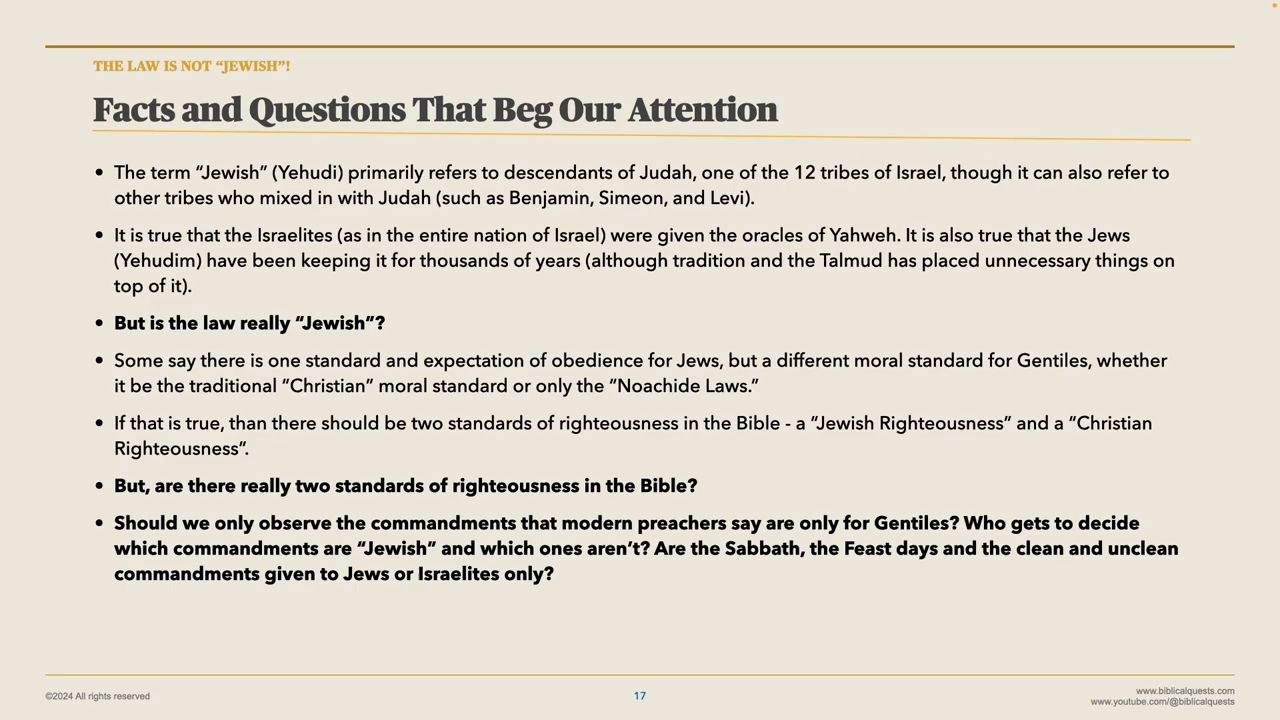 THE LAW IS NOT “JEWISH”!
Facts and Questions That Beg Our Attention
• The term “Jewish” (Yehudi) primarily refers to descendants of Judah, one of the 12 tribes of Israel, though it can also refer to
other tribes who mixed in with Judah (such as Benjamin, Simeon, and Levi).
• It is true that the Israelites (as in the entire nation of Israel) were given the oracles of Yahweh. It is also true that the Jews
(Yehudim) have been keeping it for thousands of years (although tradition and the Talmud has placed unnecessary things on
top of it).
• But is the law really “Jewish”?
• Some say there is one standard and expectation of obedience for Jews, but a different moral standard for Gentiles, whether
it be the traditional “Christian” moral standard or only the “Noachide Laws.”
• If that is true, than there should be two standards of righteousness in the Bible - a “Jewish Righteousness” and a “Christian
Righteousness”.
• But, are there really two standards of righteousness in the Bible?
• Should we only observe the commandments that modern preachers say are only for Gentiles? Who gets to decide
which commandments are “Jewish” and which ones aren’t? Are the Sabbath, the Feast days and the clean and unclean
commandments given to Jews or Israelites only?
©2024 All rights reserved
17
www.biblicalquests.com
www.youtube.com/@biblicalquests